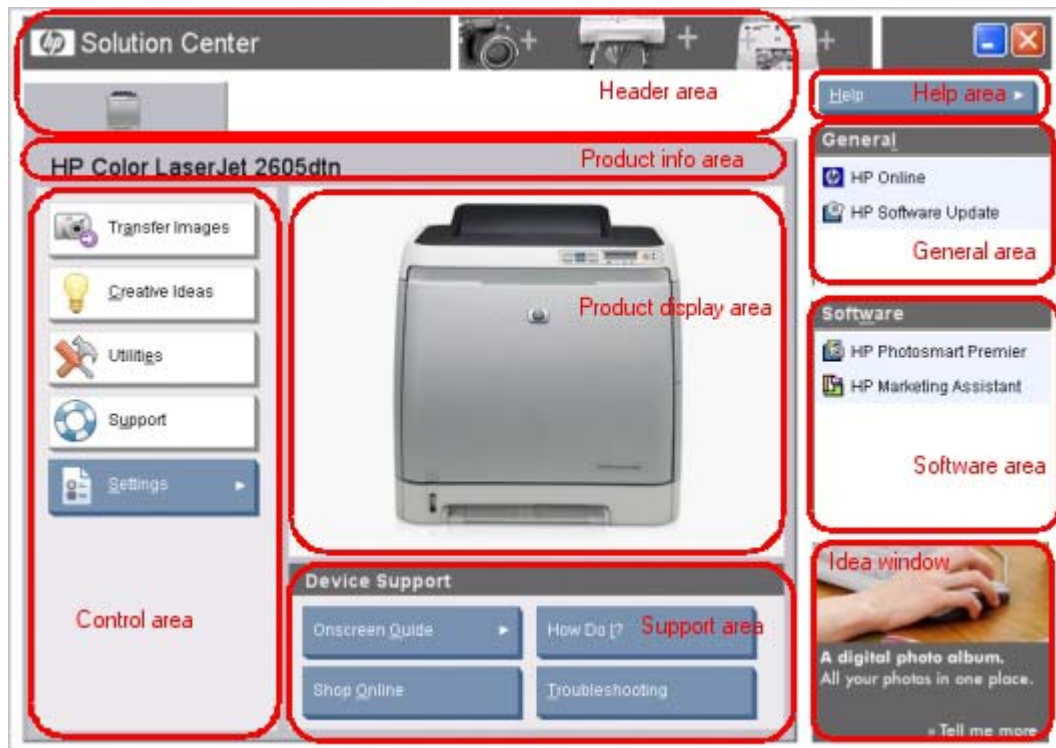 hp Solution Center
Header area
Help Help area
HP Color LaserJet 2605dtn
Product info area
Transfer Images
Creative Ideas
Utilities
Support
Settings
Control area
Product display area
Device Support
Onscreen Guide
How Do I?
Support area
Shop Online
Troubleshooting
General
HP Online
HP Software Update
General area
Software
HP Photosmart Premier
HP Marketing Assistant
Software area
Idea window
A digital photo album.
All your photos in one place.
» Tell me more